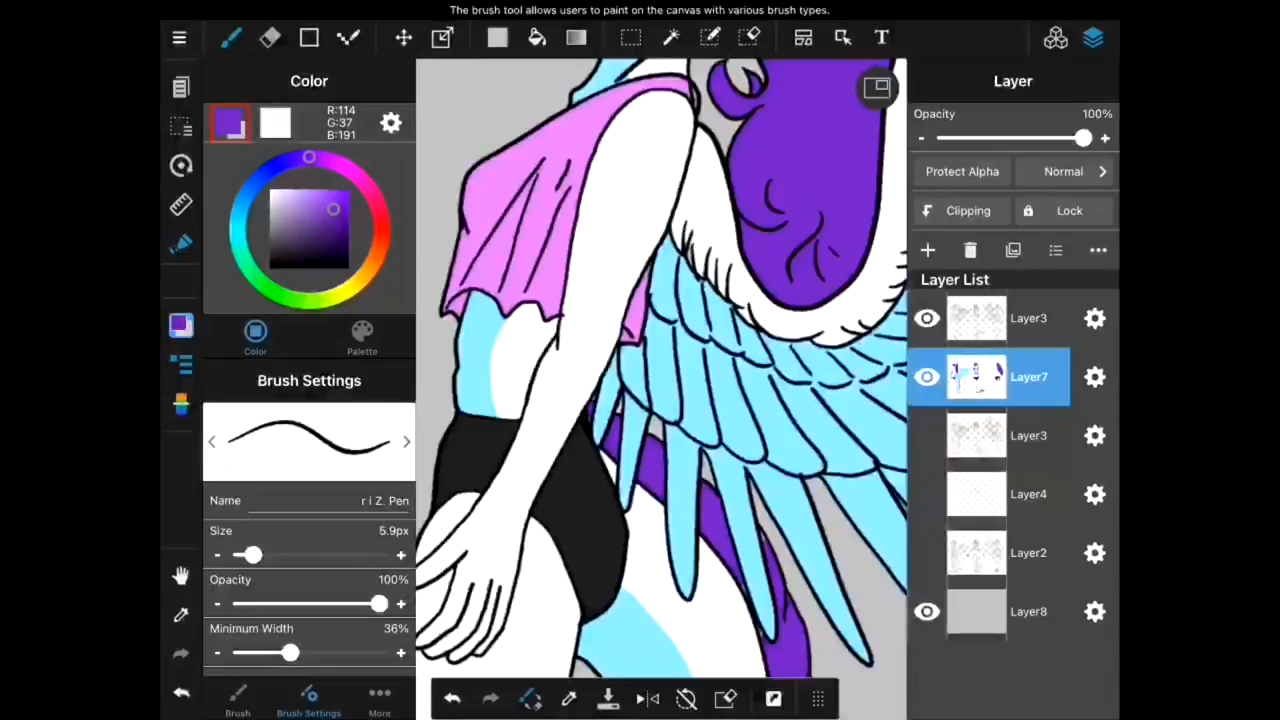 The brush tool allows users to paint on the canvas with various brush types.
T
Color
R:114
G:37
B:191
Color
Palette
Brush Settings
Name
r i Z. Pen
Size
5.9px
-
+
Opacity
100%
-
+
Minimum Width
36%
-
+
Brush
Brush Settings
More
Layer
Opacity
100%
-
+
Protect Alpha
Normal
Clipping
Lock
Layer List
Layer3
Layer7
Layer3
Layer4
Layer2
Layer8